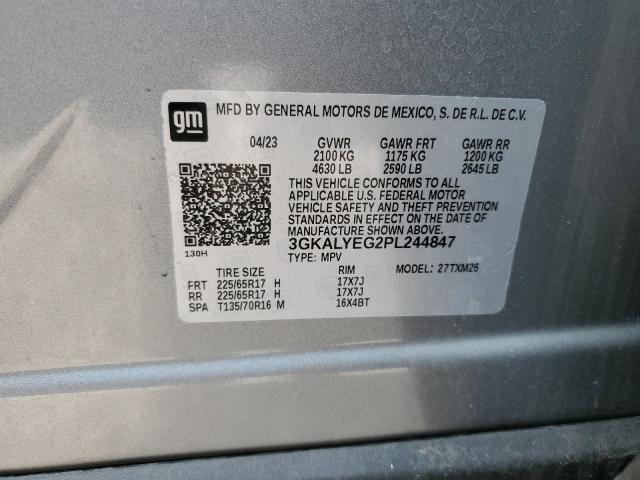 gm
MFD BY GENERAL MOTORS DE MEXICO, S. DE R.L. DE C.V.
04/23 GVWR GAWR FRT GAWR RR
2100 KG 1175 KG 1200 KG
4630 LB 2590 LB 2645 LB
THIS VEHICLE CONFORMS TO ALL
APPLICABLE U.S. FEDERAL MOTOR
VEHICLE SAFETY AND THEFT PREVENTION
STANDARDS IN EFFECT ON THE DATE OF
MANUFACTURE SHOWN ABOVE.
3GKALYEG2PL244847
130H
TYPE: MPV
TIRE SIZE RIM MODEL: 27TXM26
FRT 225/65R17 H 17X7J
RR 225/65R17 H 17X7J
SPA T135/70R16 M 16X4BT